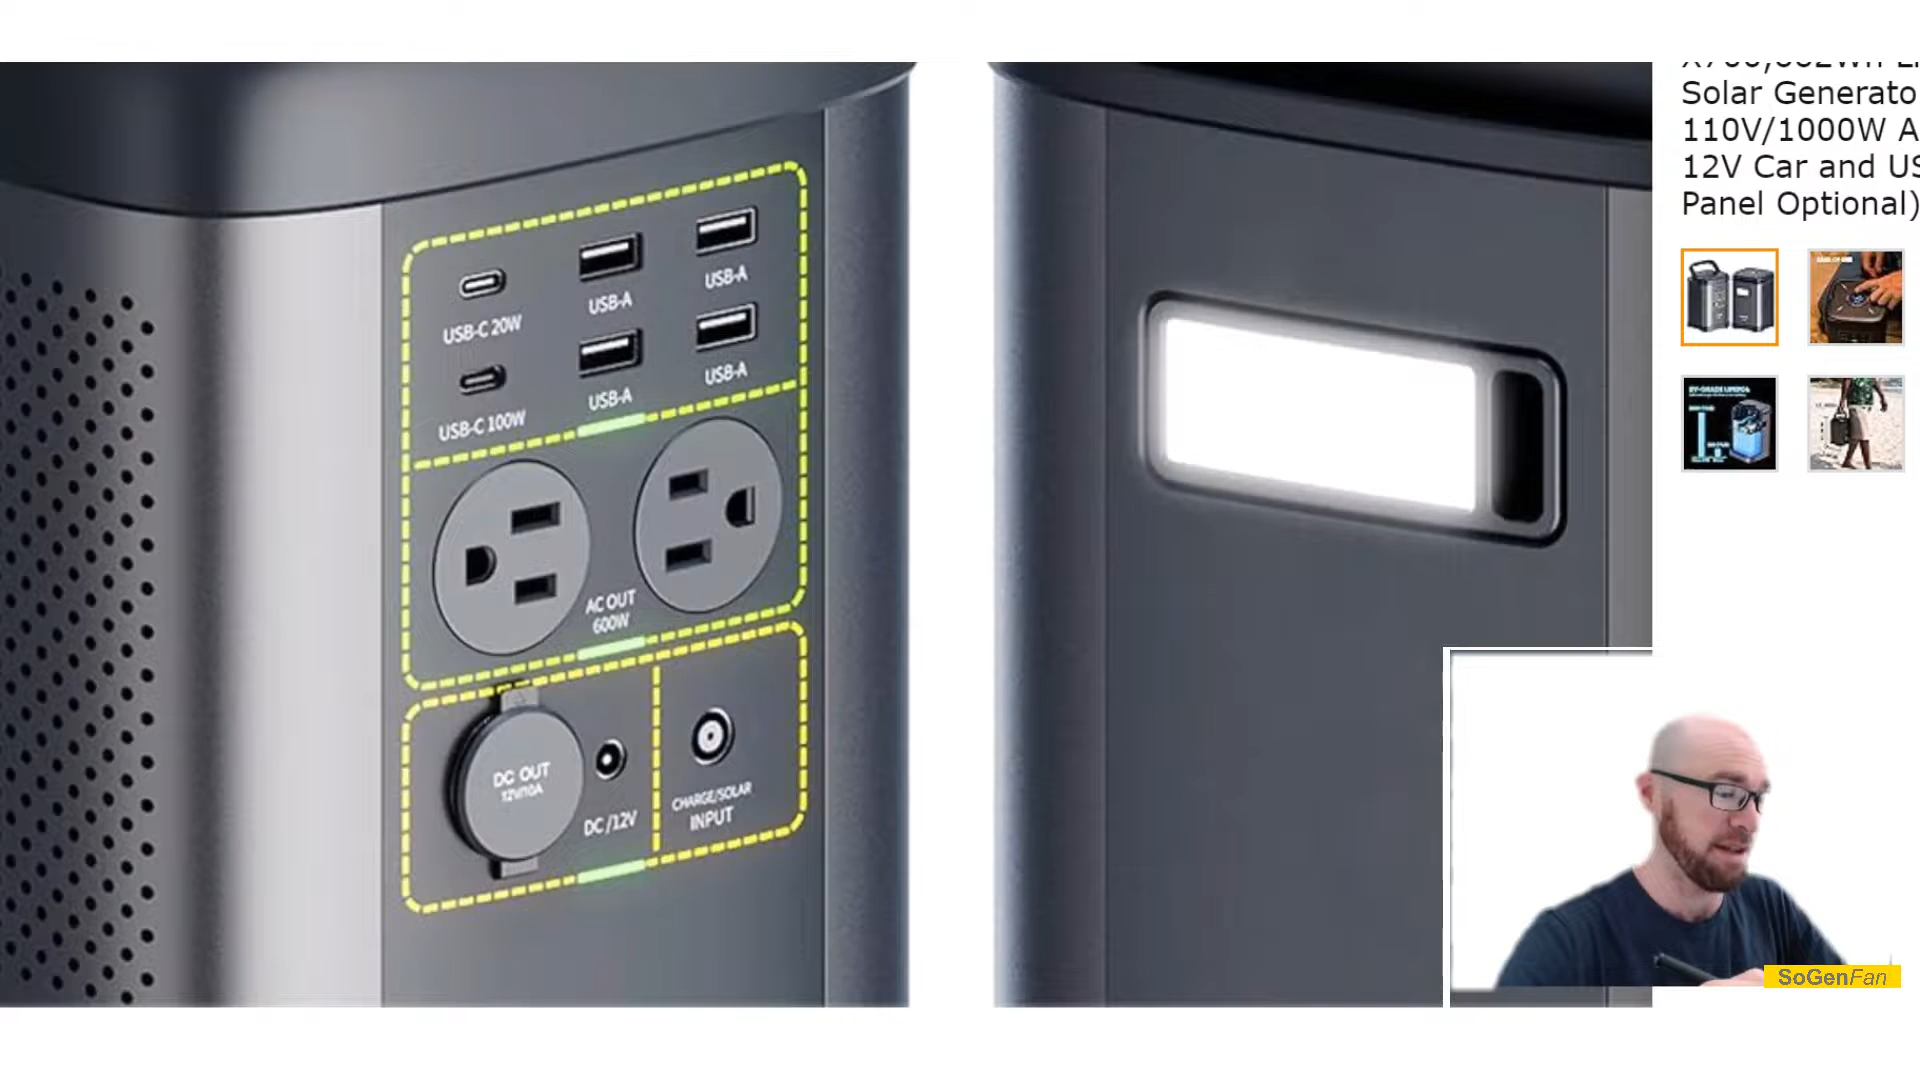 Solar Generato
110V/1000W A
12V Car and US
Panel Optional)
USB-C 20W
USB-A
USB-A
USB-C 100W
USB-A
USB-A
AC OUT
600W
DC OUT
12V/10A
DC /12V
CHARGE/SOLAR
INPUT
SoGenFan